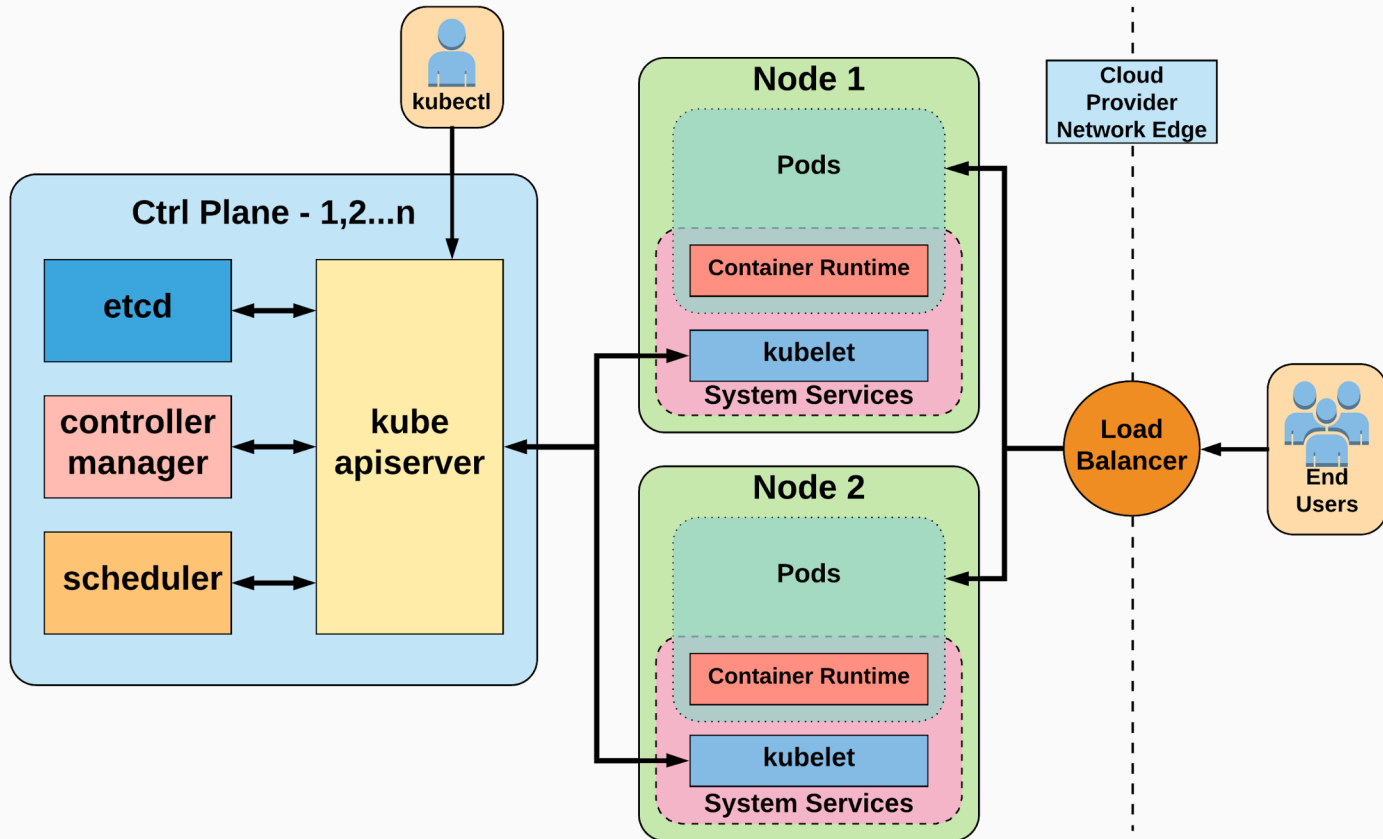 kubectl
Ctrl Plane - 1,2...n
etcd
controller
manager
scheduler
kube
apiserver
Node 1
Pods
Container Runtime
kubelet
System Services
Node 2
Pods
Container Runtime
kubelet
System Services
Cloud
Provider
Network Edge
Load
Balancer
End
Users